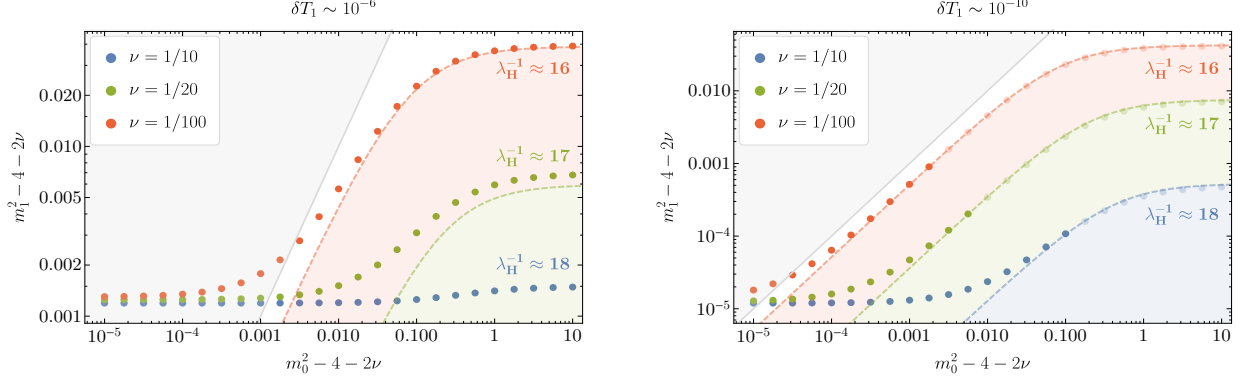 δT₁ ∼ 10⁻⁶
ν = 1/10
ν = 1/20
ν = 1/100
λ_H⁻¹ ≈ 16
λ_H⁻¹ ≈ 17
λ_H⁻¹ ≈ 18
0.020
0.005
0.002
0.001
m₁² − 4 − 2ν
10⁻⁵
10⁻⁴
0.001
0.010
0.100
1
10
m₀² − 4 − 2ν
δT₁ ∼ 10⁻¹⁰
ν = 1/10
ν = 1/20
ν = 1/100
λ_H⁻¹ ≈ 16
λ_H⁻¹ ≈ 17
λ_H⁻¹ ≈ 18
0.010
0.001
10⁻⁴
10⁻⁵
m₁² − 4 − 2ν
10⁻⁵
10⁻⁴
0.001
0.010
0.100
1
10
m₀² − 4 − 2ν